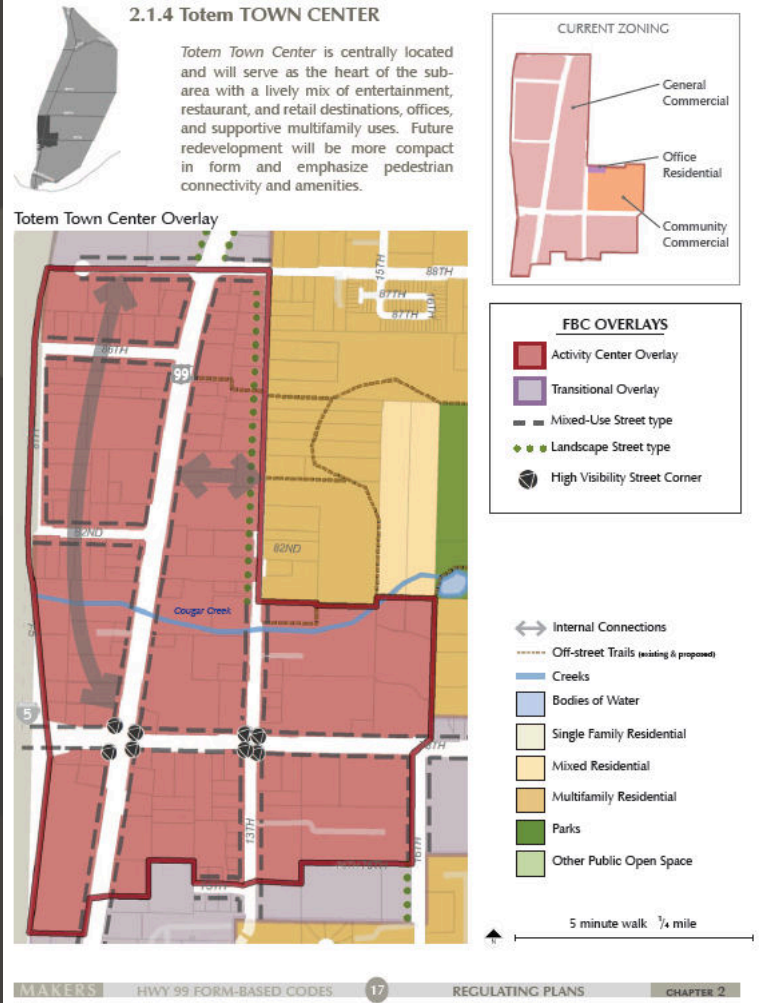 2.1.4 Totem TOWN CENTER
Totem Town Center is centrally located
and will serve as the heart of the sub-
area with a lively mix of entertainment,
restaurant, and retail destinations, offices,
and supportive multifamily uses. Future
redevelopment will be more compact
in form and emphasize pedestrian
connectivity and amenities.
CURRENT ZONING
General
Commercial
Office
Residential
Community
Commercial
Totem Town Center Overlay
15TH
88TH
87TH
16TH
87TH
86TH
99
82ND
82ND
Cougar Creek
5
13TH
16TH
FBC OVERLAYS
Activity Center Overlay
Transitional Overlay
Mixed-Use Street type
Landscape Street type
High Visibility Street Corner
Internal Connections
Off-street Trails (existing & proposed)
Creeks
Bodies of Water
Single Family Residential
Mixed Residential
Multifamily Residential
Parks
Other Public Open Space
5 minute walk ¼ mile
N
MAKERS
HWY 99 FORM-BASED CODES
17
REGULATING PLANS
CHAPTER 2